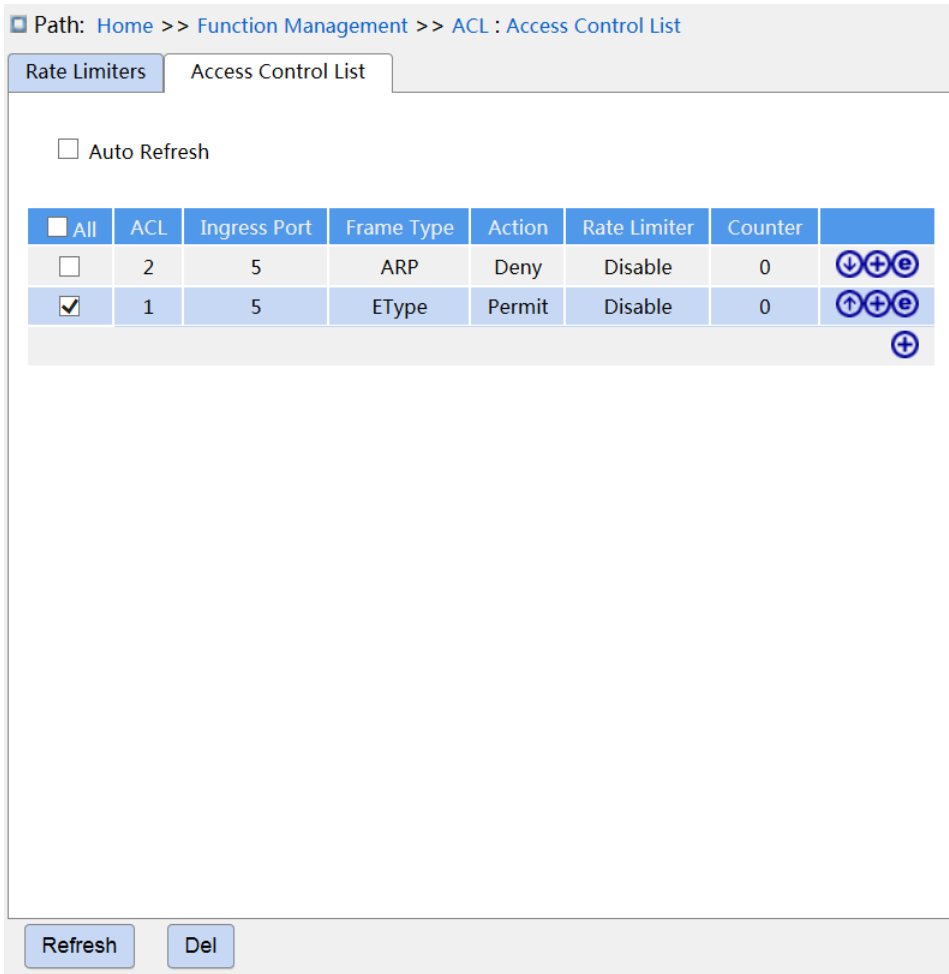 Path: Home >> Function Management >> ACL : Access Control List
Rate Limiters Access Control List
Auto Refresh
All ACL Ingress Port Frame Type Action Rate Limiter Counter
2 5 ARP Deny Disable 0 e
1 5 EType Permit Disable 0 e
Refresh Del